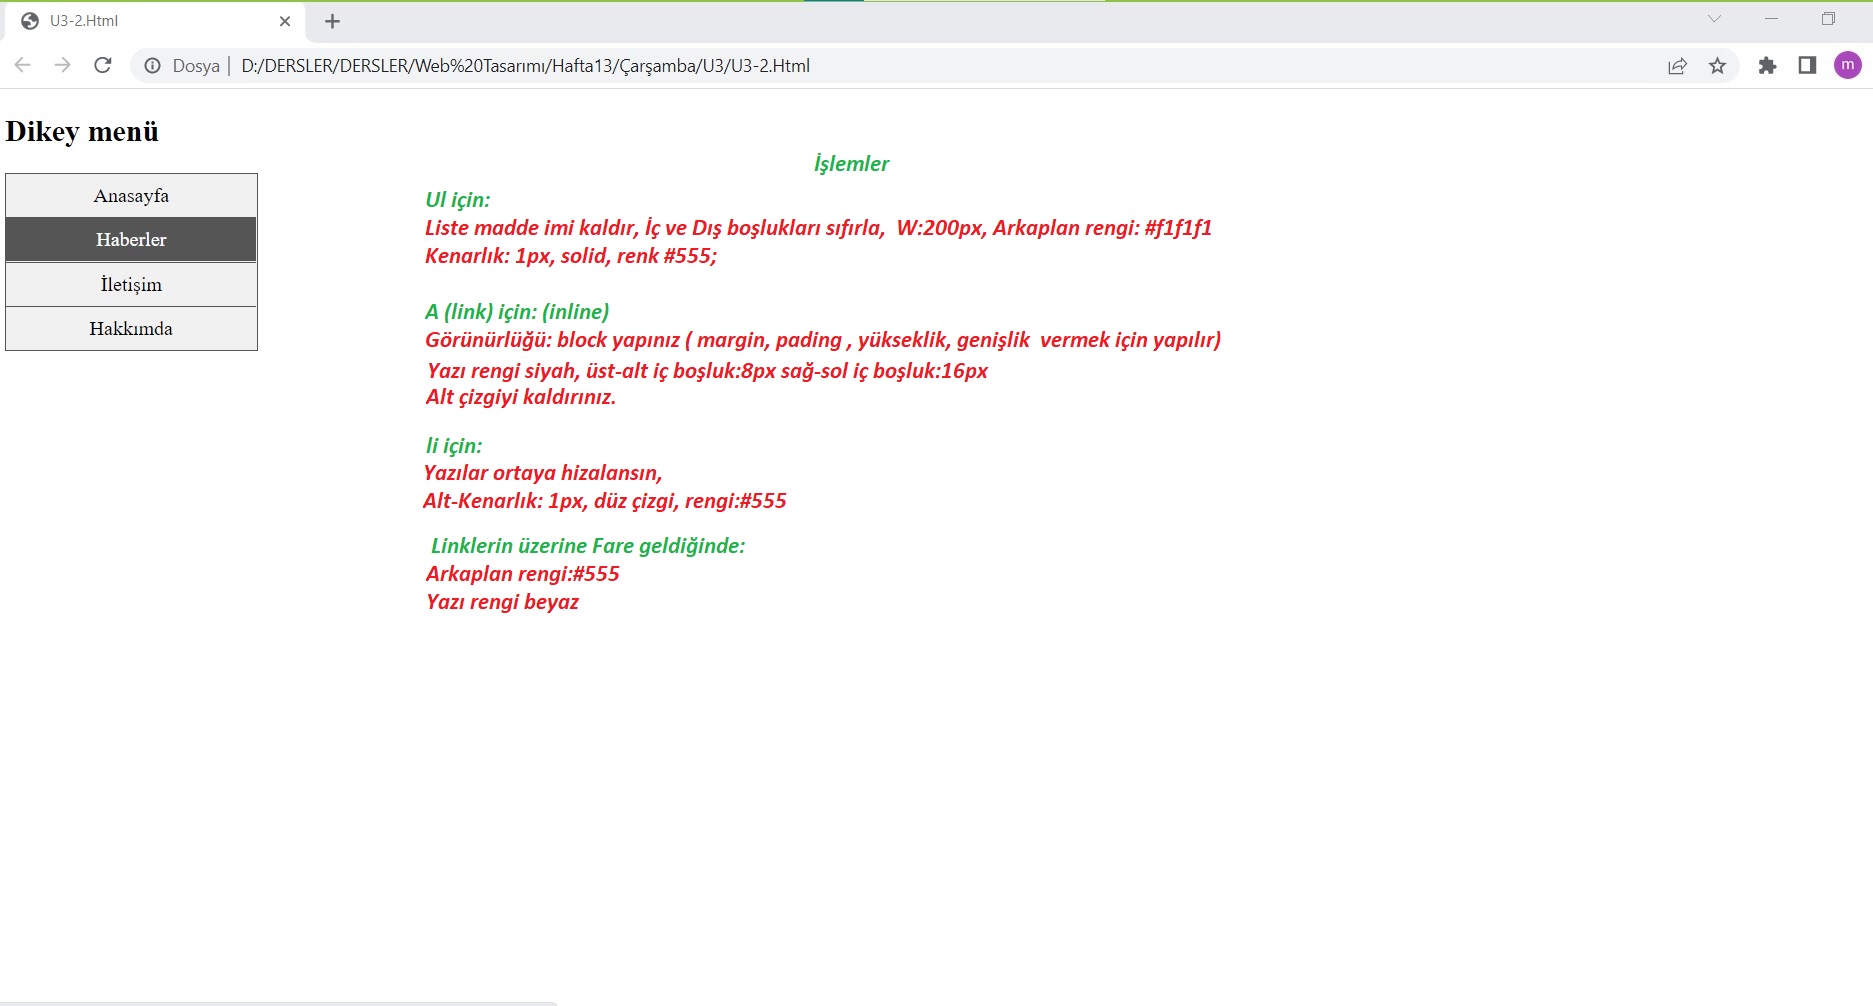 U3-2.Html
Dosya | D:/DERSLER/DERSLER/Web%20Tasarımı/Hafta13/Çarşamba/U3/U3-2.Html
m
Dikey menü
Anasayfa
Haberler
İletişim
Hakkımda
İşlemler
Ul için:
Liste madde imi kaldır, İç ve Dış boşlukları sıfırla, W:200px, Arkaplan rengi: #f1f1f1
Kenarlık: 1px, solid, renk #555;
A (link) için: (inline)
Görünürlüğü: block yapınız ( margin, pading , yükseklik, genişlik vermek için yapılır)
Yazı rengi siyah, üst-alt iç boşluk:8px sağ-sol iç boşluk:16px
Alt çizgiyi kaldırınız.
li için:
Yazılar ortaya hizalansın,
Alt-Kenarlık: 1px, düz çizgi, rengi:#555
Linklerin üzerine Fare geldiğinde:
Arkaplan rengi:#555
Yazı rengi beyaz